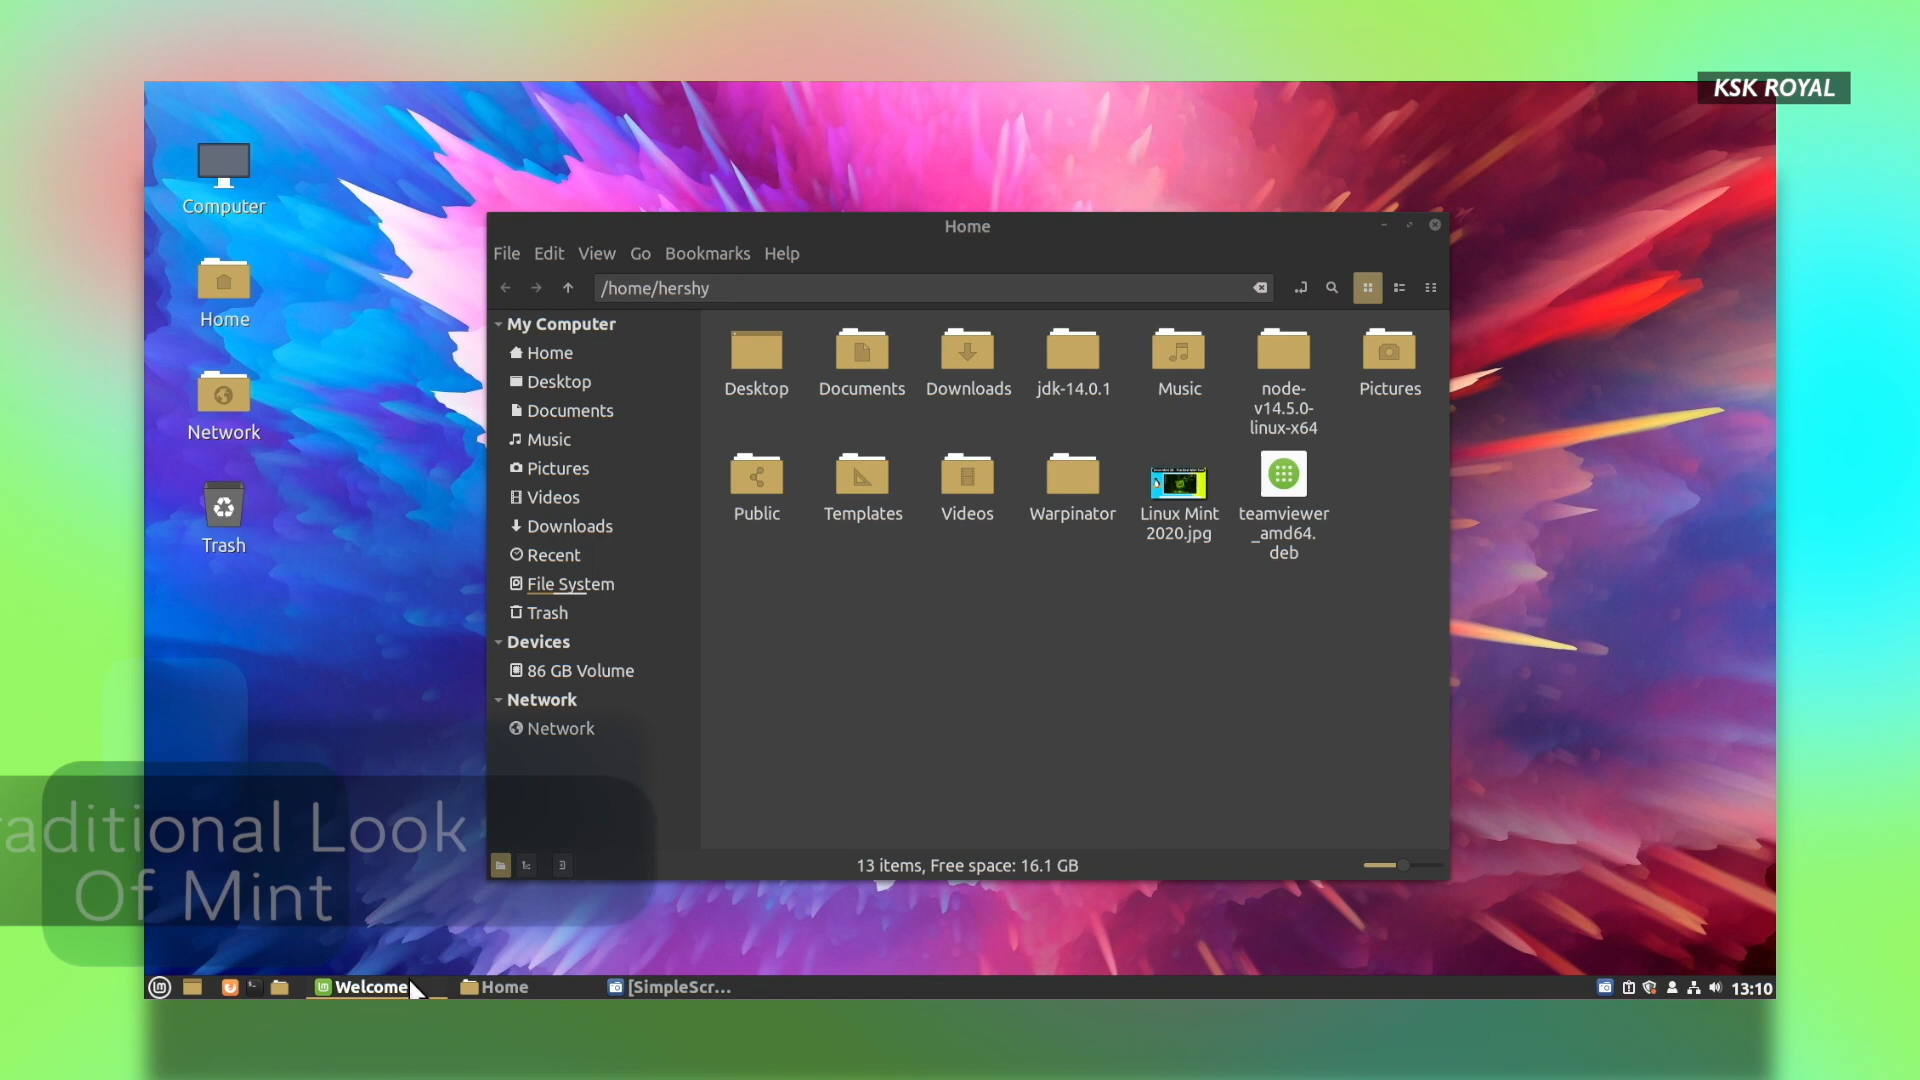 KSK ROYAL
Computer
Home
Network
Trash
Home
File Edit View Go Bookmarks Help
/home/hershy
My Computer
Home
Desktop
Documents
Music
Pictures
Videos
Downloads
Recent
File System
Trash
Devices
86 GB Volume
Network
Network
Desktop
Documents
Downloads
jdk-14.0.1
Music
node-
v14.5.0-
linux-x64
Pictures
Public
Templates
Videos
Warpinator
Linux Mint
2020.jpg
teamviewer
_amd64.
deb
13 items, Free space: 16.1 GB
raditional Look
Of Mint
Welcome
Home
[SimpleScr...
13:10